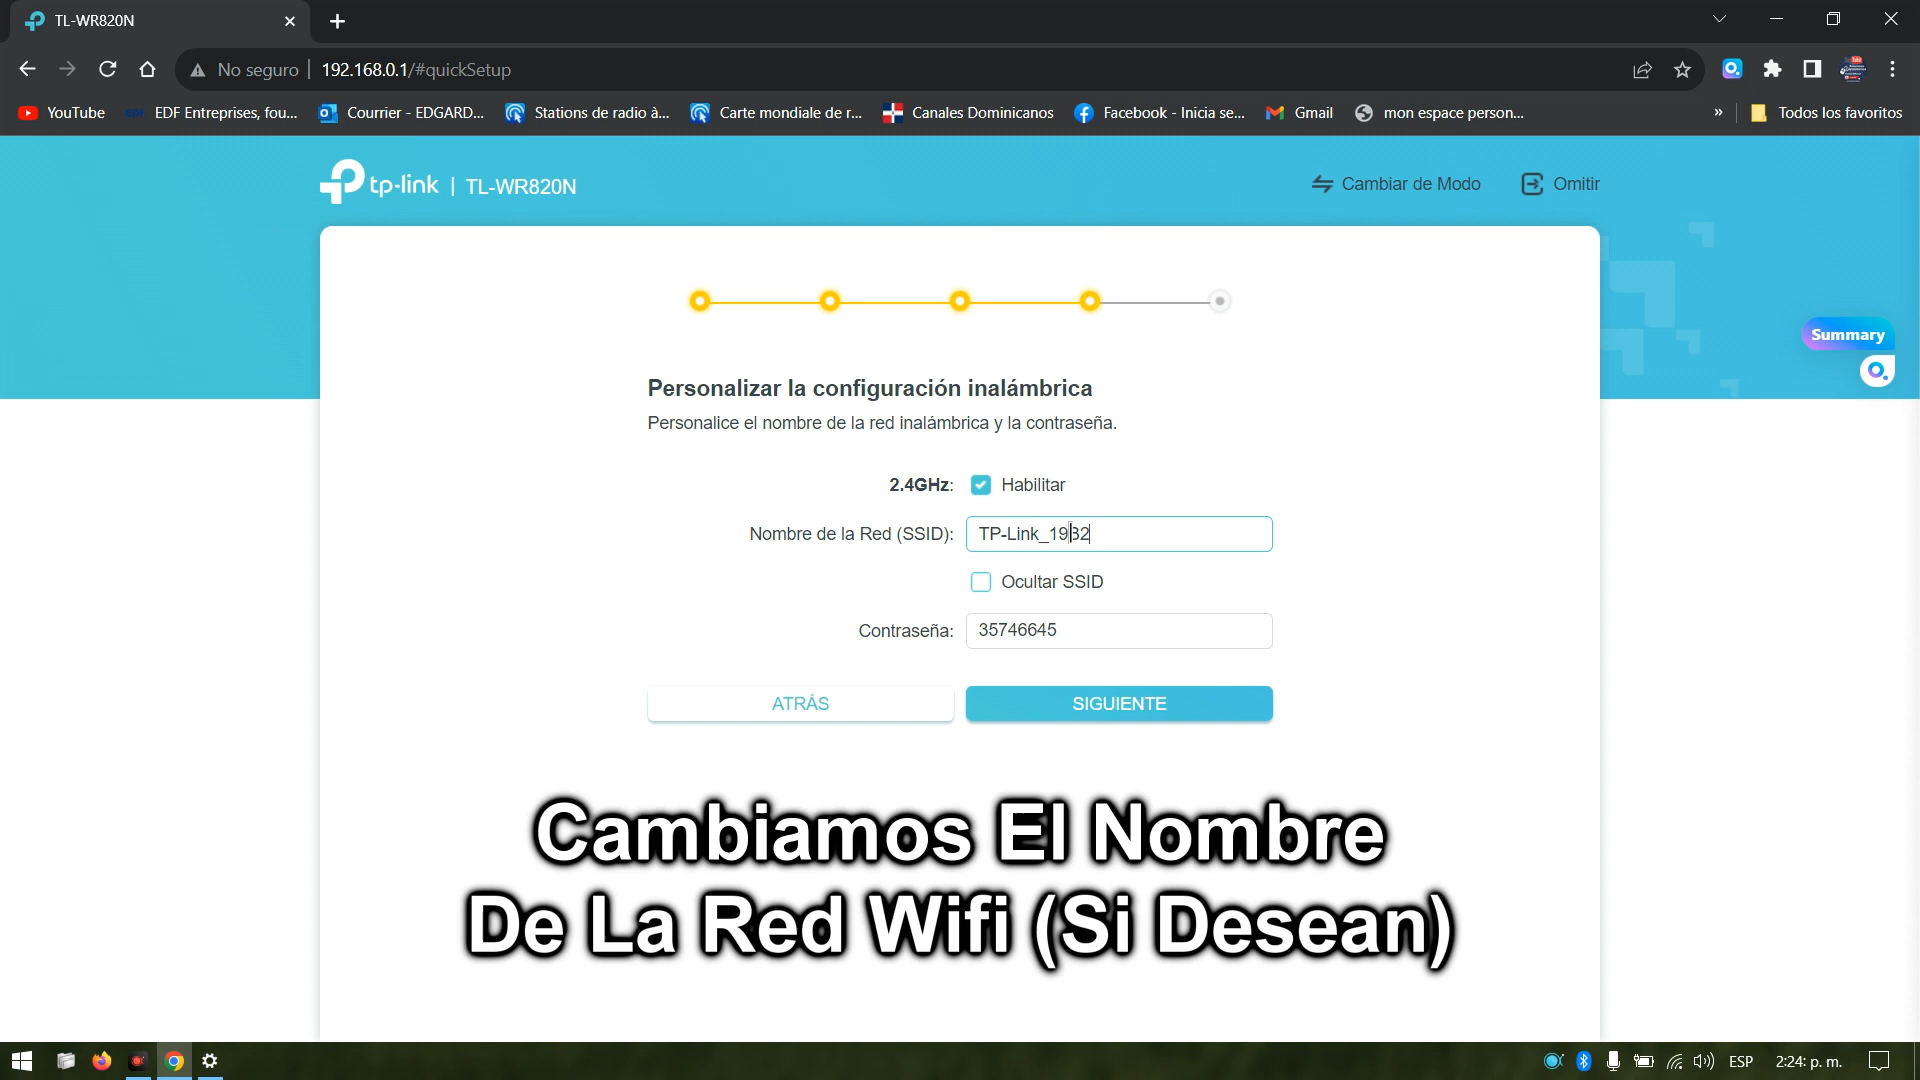 TL-WR820N
No seguro | 192.168.0.1/#quickSetup
YouTube EDF Entreprises, fou... Courrier - EDGARD... Stations de radio à... Carte mondiale de r... Canales Dominicanos Facebook - Inicia se... Gmail mon espace person... » Todos los favoritos
tp-link | TL-WR820N
Cambiar de Modo Omitir
Summary
Personalizar la configuración inalámbrica
Personalice el nombre de la red inalámbrica y la contraseña.
2.4GHz: Habilitar
Nombre de la Red (SSID): TP-Link_1982
Ocultar SSID
Contraseña: 35746645
ATRÁS SIGUIENTE
Cambiamos El Nombre
De La Red Wifi (Si Desean)
ESP 2:24: p. m.